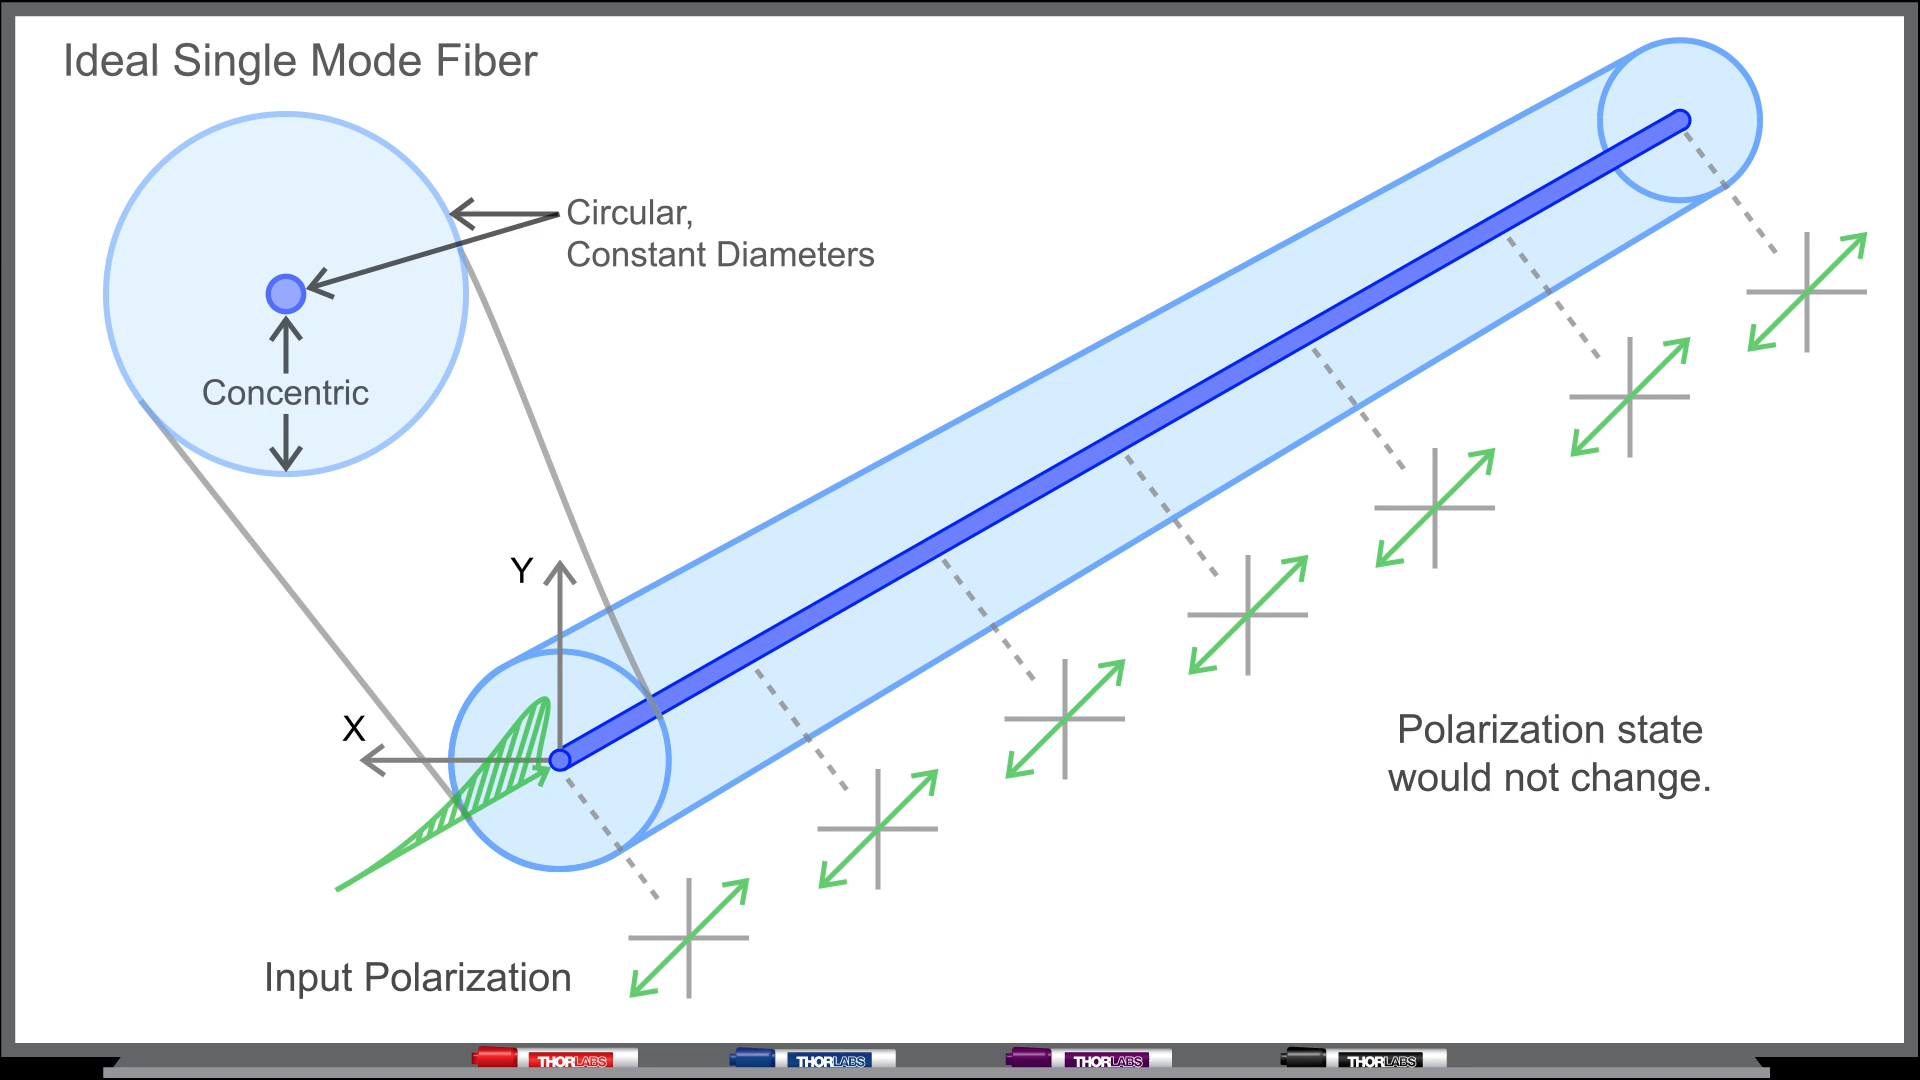 Ideal Single Mode Fiber
Circular,
Constant Diameters
Concentric
Y
X
Polarization state
would not change.
Input Polarization
THORLABS
THORLABS
THORLABS
THORLABS